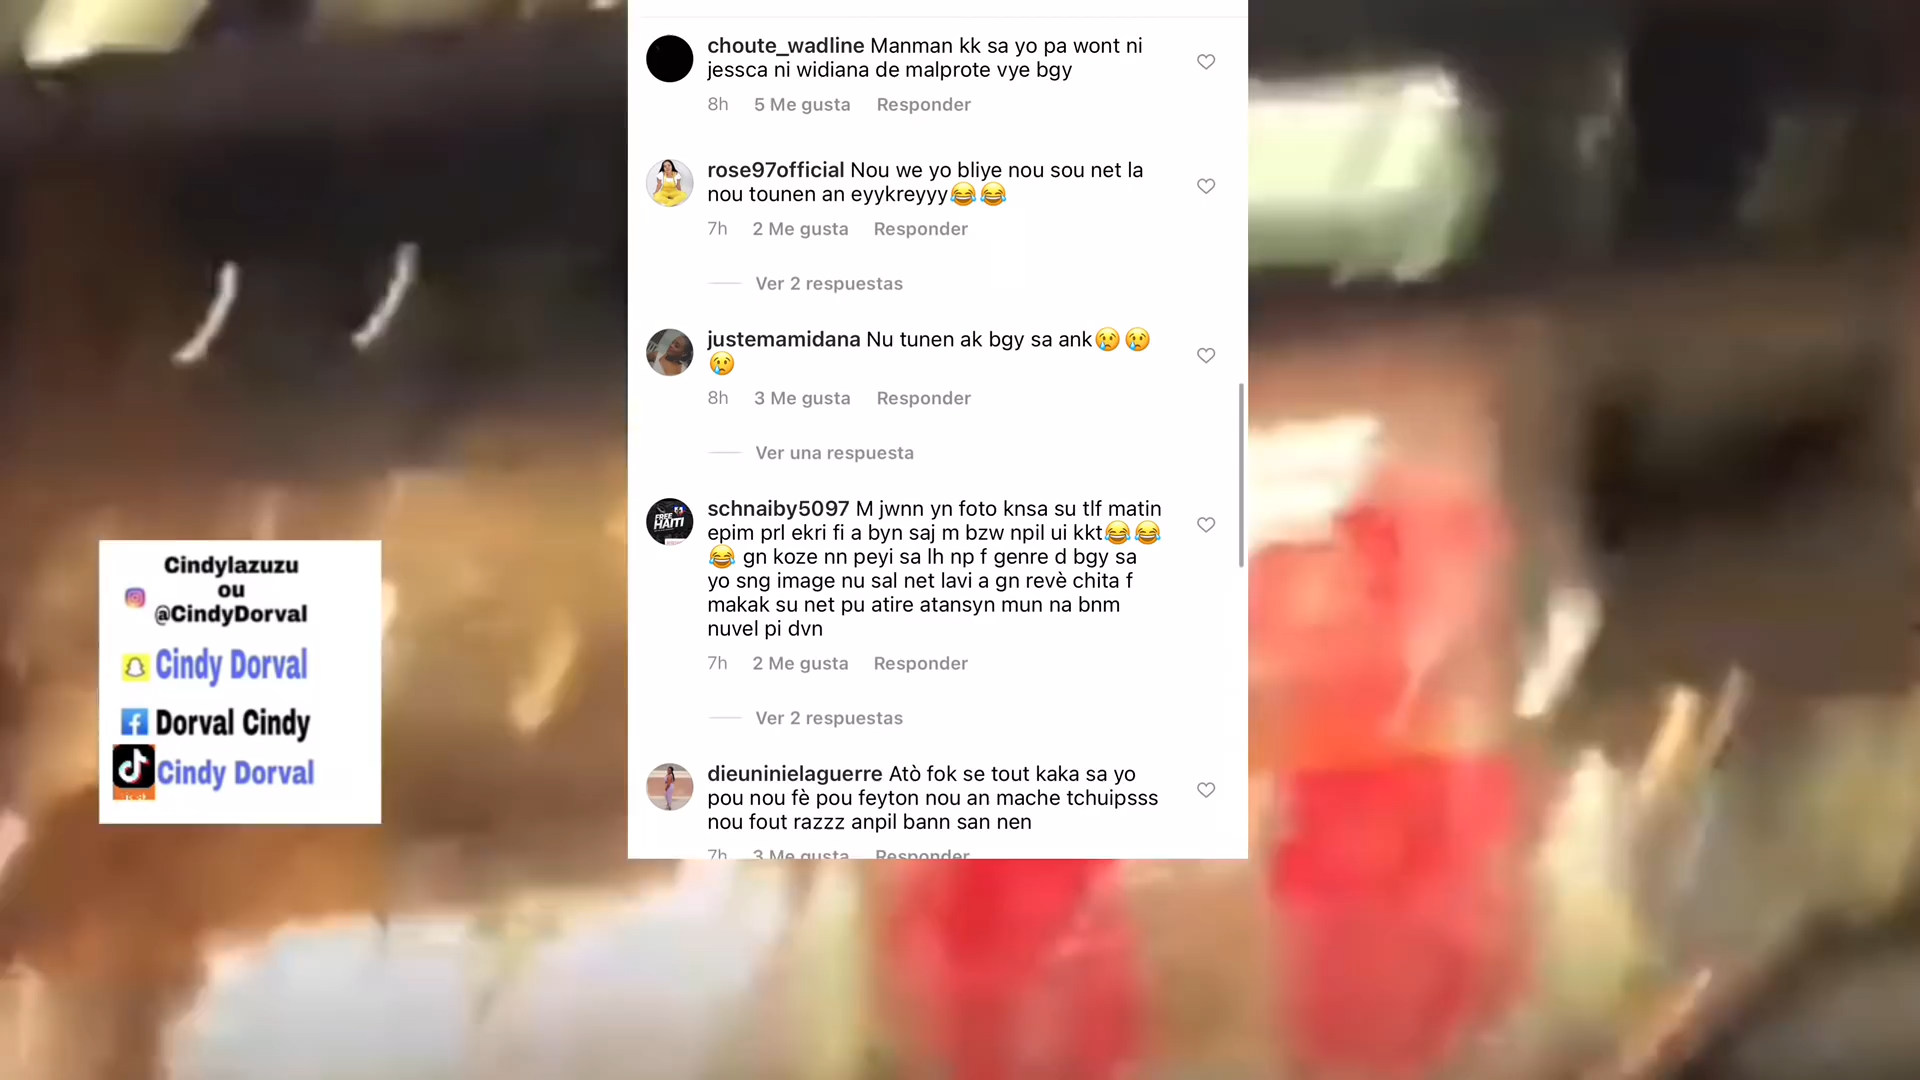 choute_wadline Manman kk sa yo pa wont ni
jessca ni widiana de malprote vye bgy
8h 5 Me gusta Responder
rose97official Nou we yo bliye nou sou net la
nou tounen an eyykreyyy😂😂
7h 2 Me gusta Responder
Ver 2 respuestas
justemamidana Nu tunen ak bgy sa ank😢😢
😢
8h 3 Me gusta Responder
Ver una respuesta
FREE
HAITI
schnaiby5097 M jwnn yn foto knsa su tlf matin
epim prl ekri fi a byn saj m bzw npil ui kkt😂😂
😂 gn koze nn peyi sa lh np f genre d bgy sa
yo sng image nu sal net lavi a gn revè chita f
makak su net pu atire atansyn mun na bnm
nuvel pi dvn
7h 2 Me gusta Responder
Ver 2 respuestas
dieuninielaguerre Atò fok se tout kaka sa yo
pou nou fè pou feyton nou an mache tchuipsss
nou fout razzz anpil bann san nen
7h 3 Me gusta Responder
Cindylazuzu
ou
@CindyDorval
Cindy Dorval
Dorval Cindy
Cindy Dorval